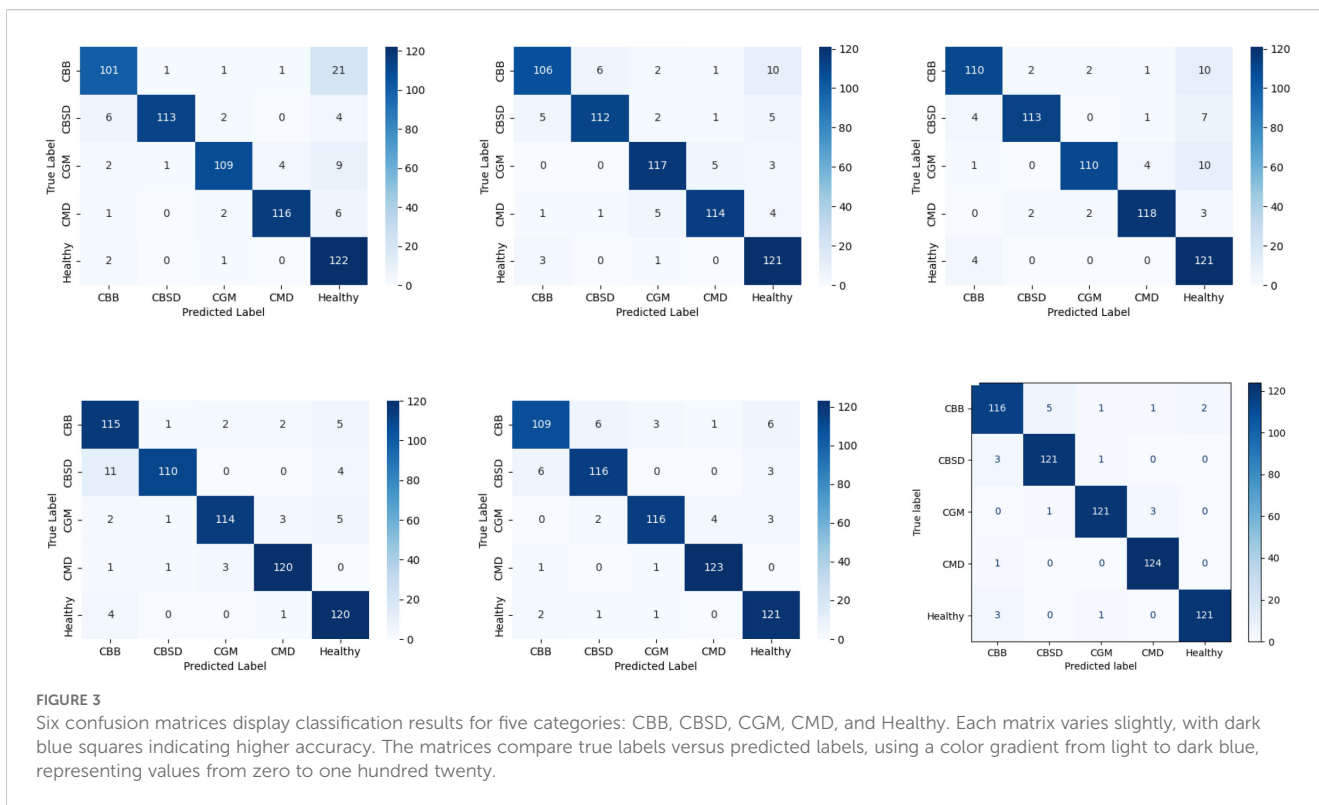 120
CBB 101 1 1 1 21
100
CBSD 6 113 2 0 4
80
True Label
CGM 2 1 109 4 9
60
40
CMD 1 0 2 116 6
20
Healthy 2 0 1 0 122
0
CBB CBSD CGM CMD Healthy
Predicted Label
120
CBB 106 6 2 1 10
100
CBSD 5 112 2 1 5
80
True Label
CGM 0 0 117 5 3
60
40
CMD 1 1 5 114 4
20
Healthy 3 0 1 0 121
0
CBB CBSD CGM CMD Healthy
Predicted Label
120
CBB 110 2 2 1 10
100
CBSD 4 113 0 1 7
80
True Label
CGM 1 0 110 4 10
60
40
CMD 0 2 2 118 3
20
Healthy 4 0 0 0 121
0
CBB CBSD CGM CMD Healthy
Predicted Label
120
CBB 115 1 2 2 5
100
CBSD 11 110 0 0 4
80
True Label
CGM 2 1 114 3 5
60
40
CMD 1 1 3 120 0
20
Healthy 4 0 0 1 120
0
CBB CBSD CGM CMD Healthy
Predicted Label
120
CBB 109 6 3 1 6
100
CBSD 6 116 0 0 3
80
True Label
CGM 0 2 116 4 3
60
40
CMD 1 0 1 123 0
20
Healthy 2 1 1 0 121
0
CBB CBSD CGM CMD Healthy
Predicted Label
120
CBB 116 5 1 1 2
100
CBSD 3 121 1 0 0
80
True label
CGM 0 1 121 3 0
60
40
CMD 1 0 0 124 0
20
Healthy 3 0 1 0 121
0
CBB CBSD CGM CMD Healthy
Predicted label
FIGURE 3
Six confusion matrices display classification results for five categories: CBB, CBSD, CGM, CMD, and Healthy. Each matrix varies slightly, with dark
blue squares indicating higher accuracy. The matrices compare true labels versus predicted labels, using a color gradient from light to dark blue,
representing values from zero to one hundred twenty.